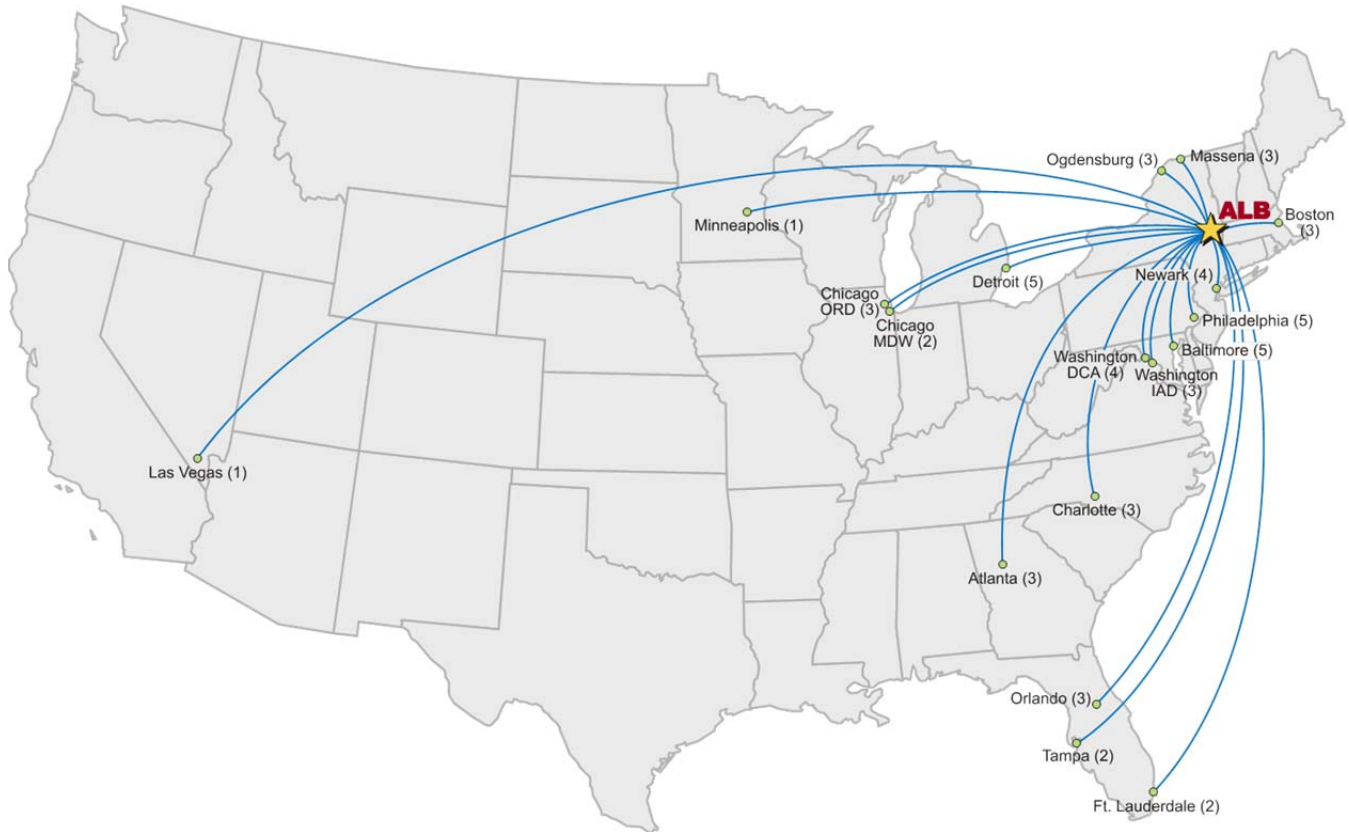 Ogdensburg (3)
Massena (3)
ALB
Boston
(3)
Minneapolis (1)
Newark (4)
Detroit (5)
Chicago
ORD (3)
Chicago
MDW (2)
Philadelphia (5)
Baltimore (5)
Washington
DCA (4)
Washington
IAD (3)
Las Vegas (1)
Charlotte (3)
Atlanta (3)
Orlando (3)
Tampa (2)
Ft. Lauderdale (2)